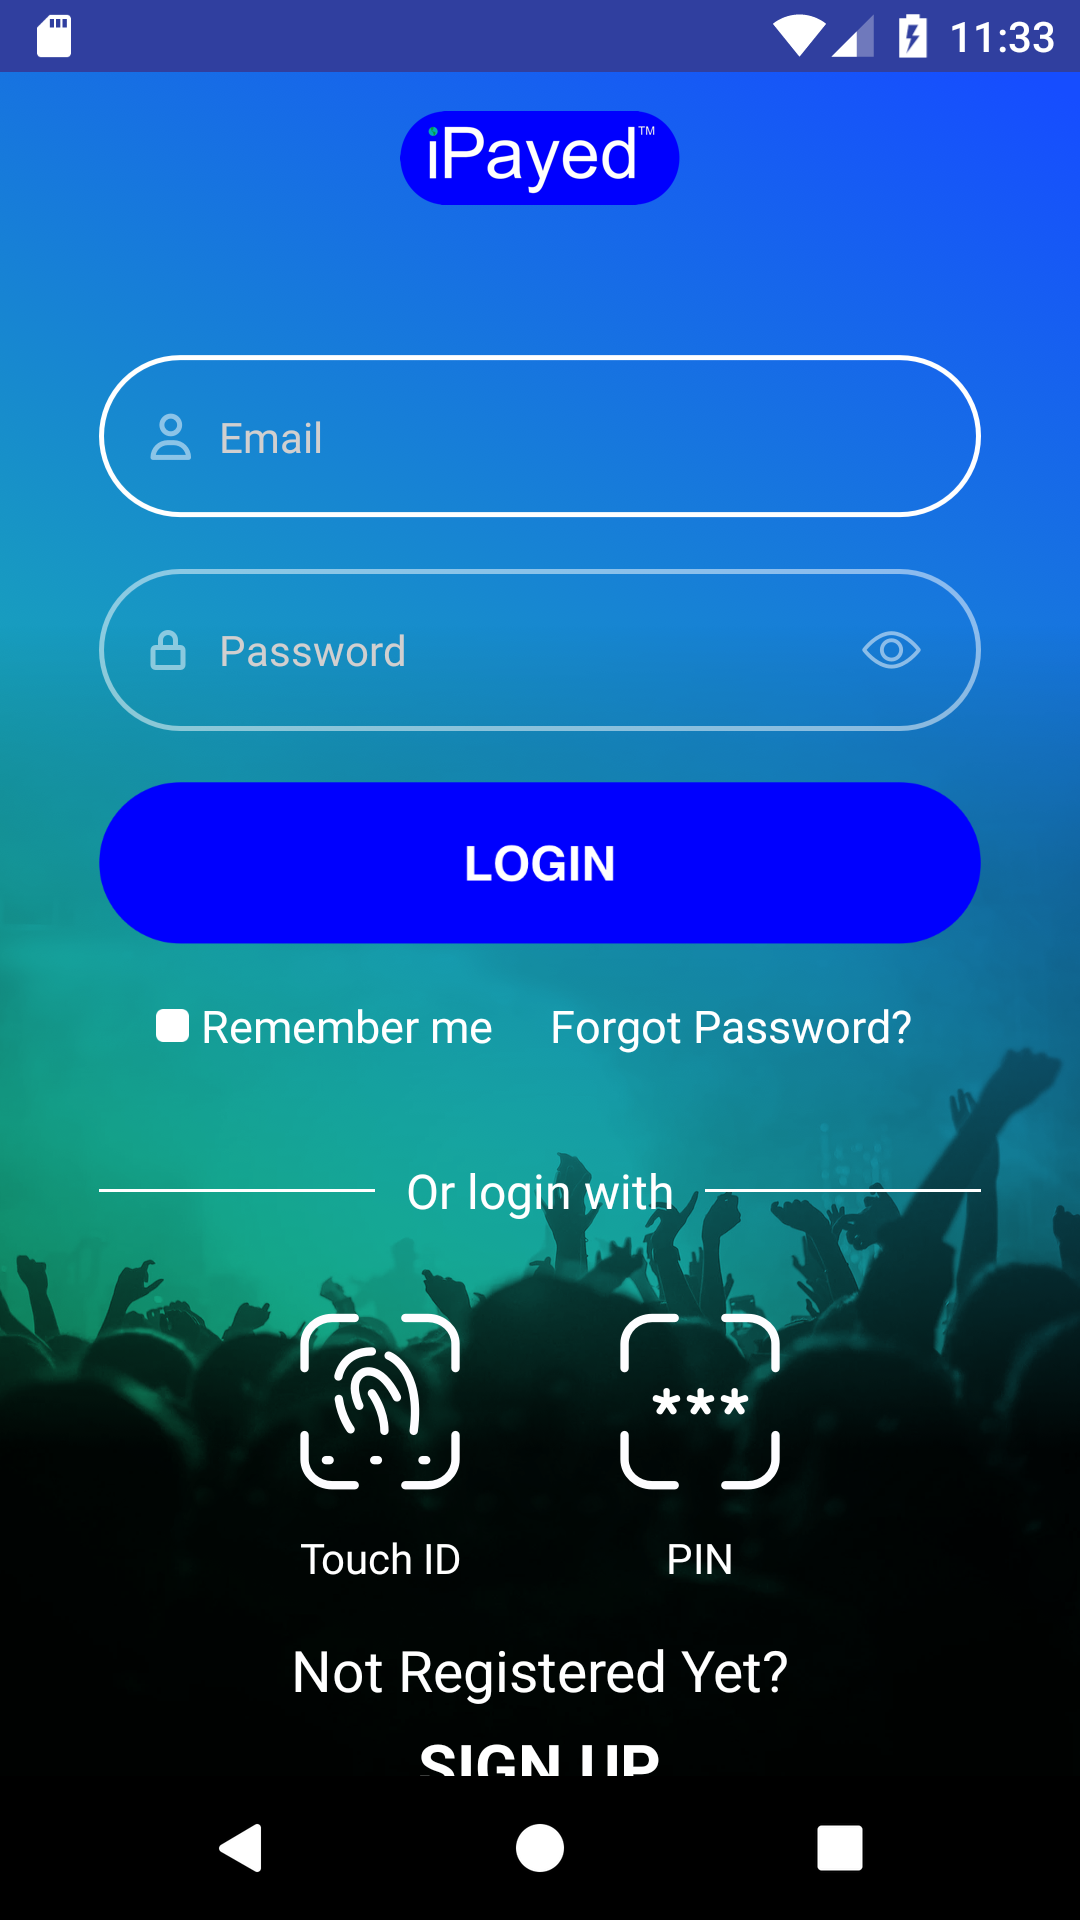 11:33
iPayed™
Email
Password
LOGIN
Remember me
Forgot Password?
Or login with
***
Touch ID
PIN
Not Registered Yet?
SIGN UP